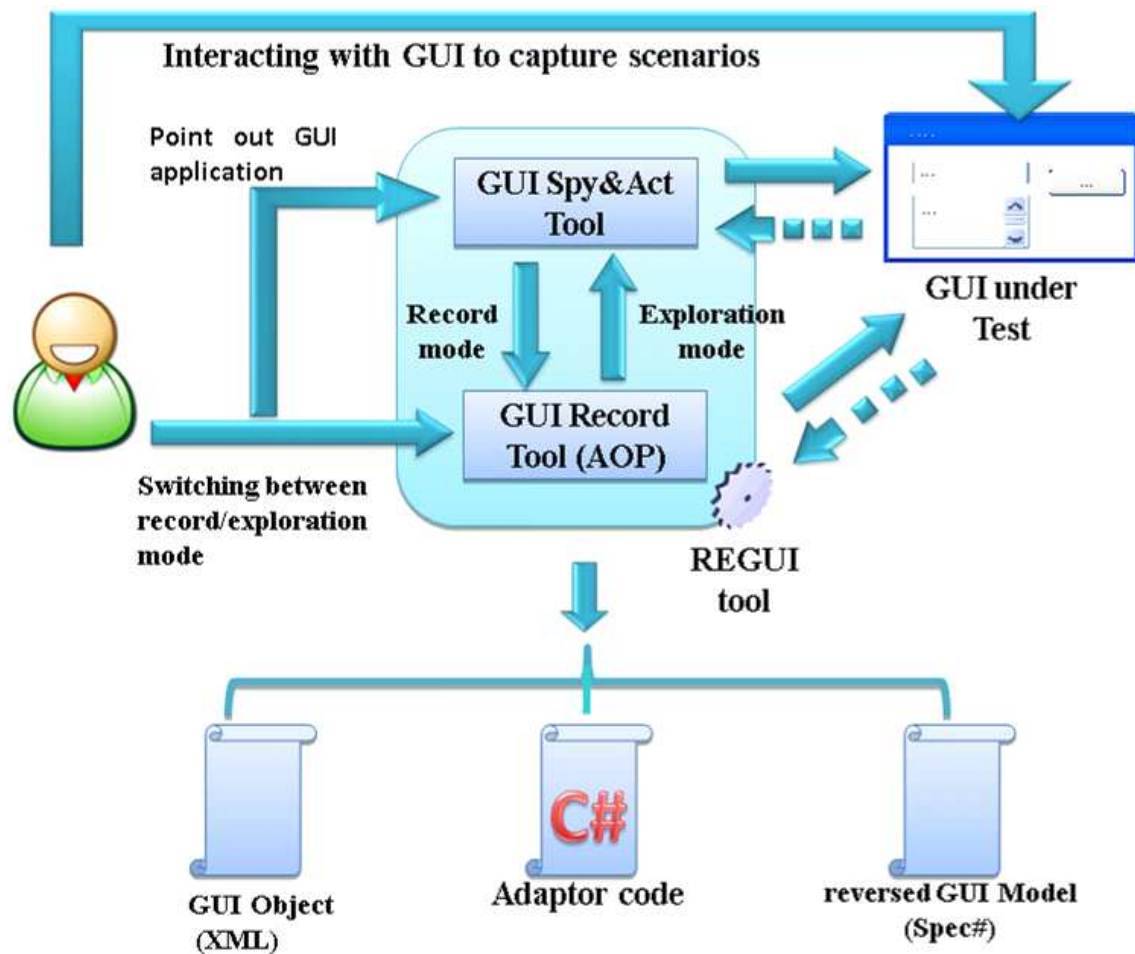 Interacting with GUI to capture scenarios
Point out GUI
application
GUI Spy&Act
Tool
....
...
...
...
GUI under
Test
Record
mode
Exploration
mode
GUI Record
Tool (AOP)
Switching between
record/exploration
mode
REGUI
tool
C#
GUI Object
(XML)
Adaptor code
reversed GUI Model
(Spec#)